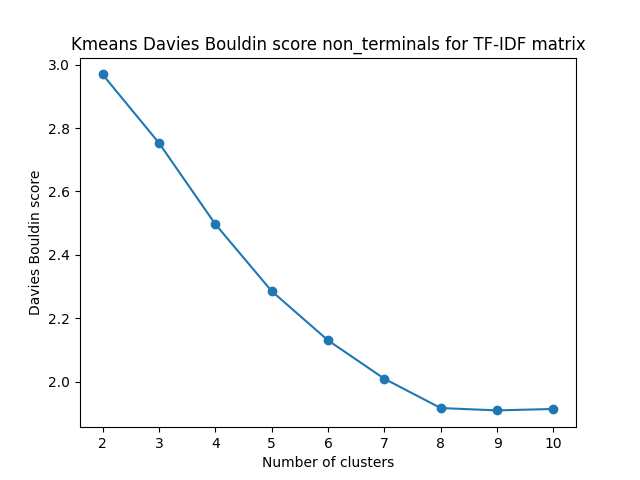 Kmeans Davies Bouldin score non_terminals for TF-IDF matrix
3.0
2.8
2.6
2.4
2.2
2.0
Davies Bouldin score
2 3 4 5 6 7 8 9 10
Number of clusters